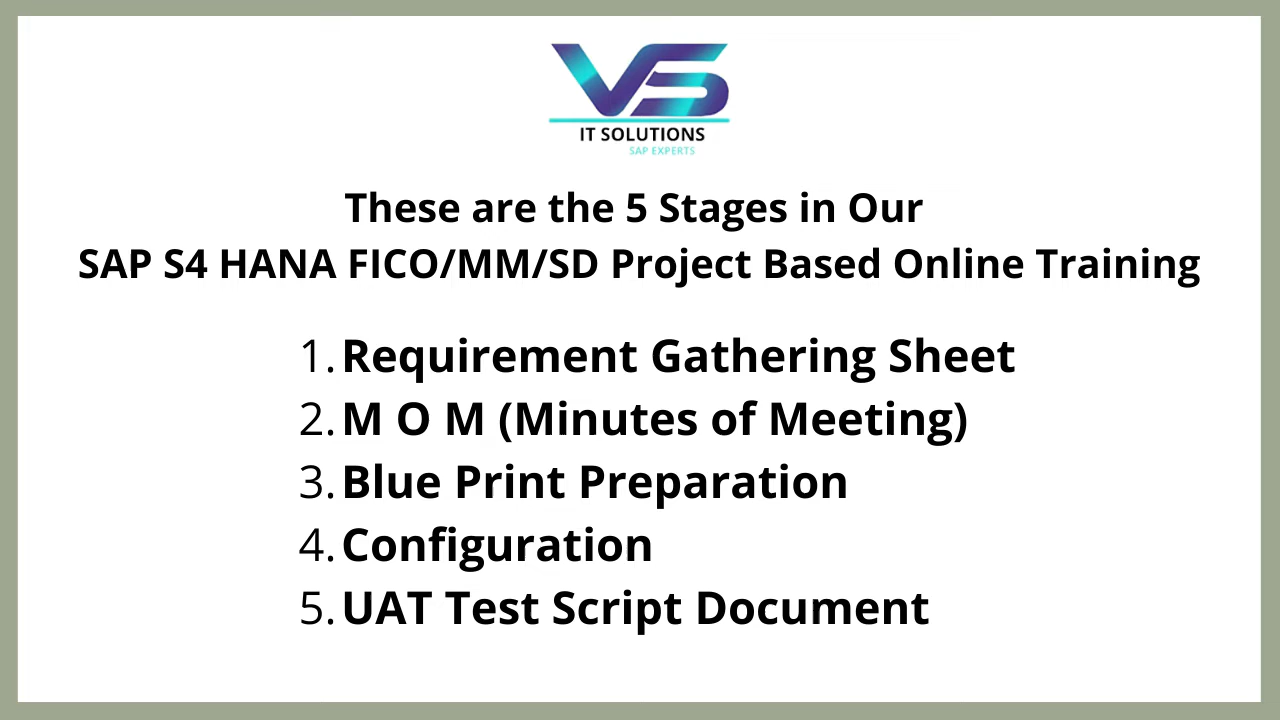 VS
IT SOLUTIONS
SAP EXPERTS
These are the 5 Stages in Our
SAP S4 HANA FICO/MM/SD Project Based Online Training
1. Requirement Gathering Sheet
2. M O M (Minutes of Meeting)
3. Blue Print Preparation
4. Configuration
5. UAT Test Script Document